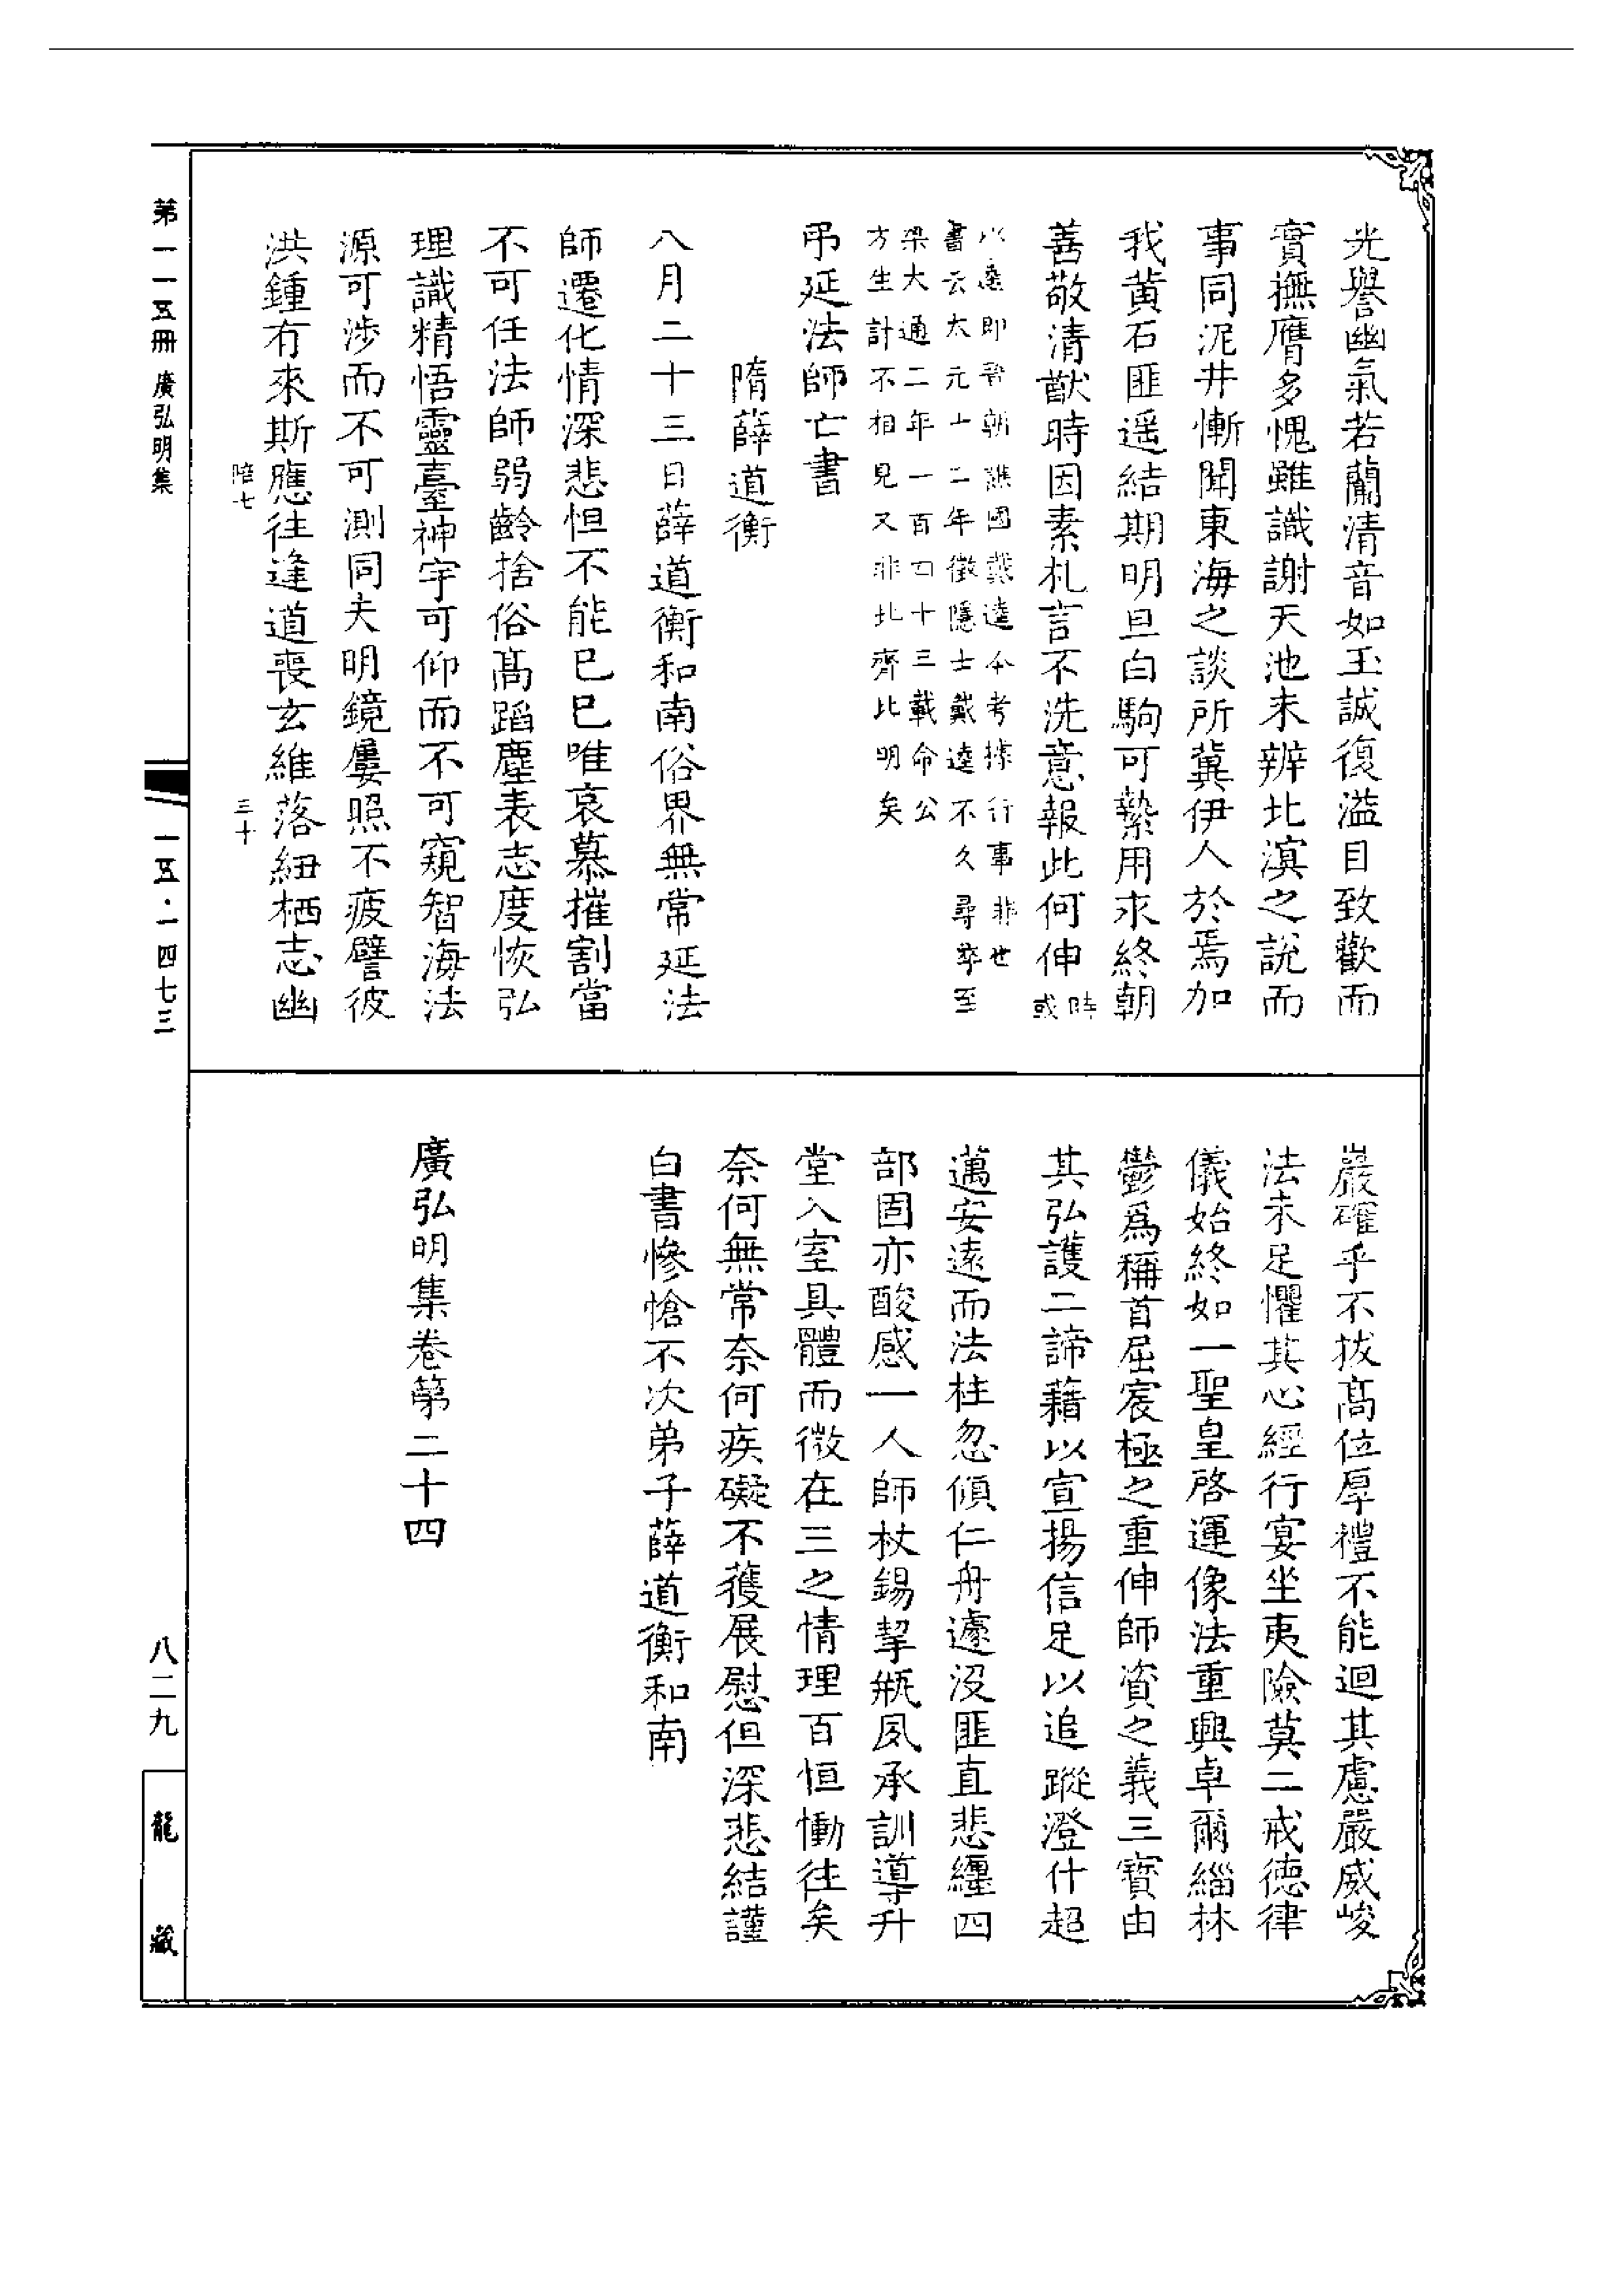 光譽幽氣若蘭清音如玉誠復溢目致歡而
實撫膺多愧雖識謝天池未辨北溟之說而
事同泥井慚聞東海之談所冀伊人於焉加
我黃石匪遥結期明旦白駒可縶用求終朝
善敬清猷時因素札言不洗意報此何伸時
或
以逵即晉朝譙國戴逵今考據行事非世
書云太元十二年徵隱士戴逵不久尋卒至
梁大通二年一百四十三載命公
方生計不相見又非北齊比明矣
弔延法師亡書
隋薛道衡
八月二十三日薛道衡和南俗界無常延法
師遷化情深悲怛不能已已唯哀慕摧割當
不可任法師弱齡捨俗髙蹈塵表志度恢弘
理識精悟靈臺神宇可仰而不可窺智海法
源可涉而不可測同夫明鏡屢照不疲譬彼
洪鍾有來斯應往逢道喪玄維落紐栖志幽
巖確乎不拔髙位厚禮不能迴其慮嚴威峻
法未足懼其心經行宴坐夷險莫二戒德律
儀始終如一聖皇啓運像法重興卓爾緇林
鬱爲稱首屈宸極之重伸師資之義三寳由
其弘護二諦藉以宣揚信足以追蹤澄什超
邁安遠而法柱忽傾仁舟遽沒匪直悲纏四
部固亦酸感一人師杖錫挈瓶夙承訓導升
堂入室具體而微在三之情理百恒慟往矣
奈何無常奈何疾礙不獲展慰但深悲結謹
白書慘愴不次弟子薛道衡和南
廣弘明集卷第二十四
第一一五冊 廣弘明集
陪七
三十
一五·一四七三
八二九
龍藏